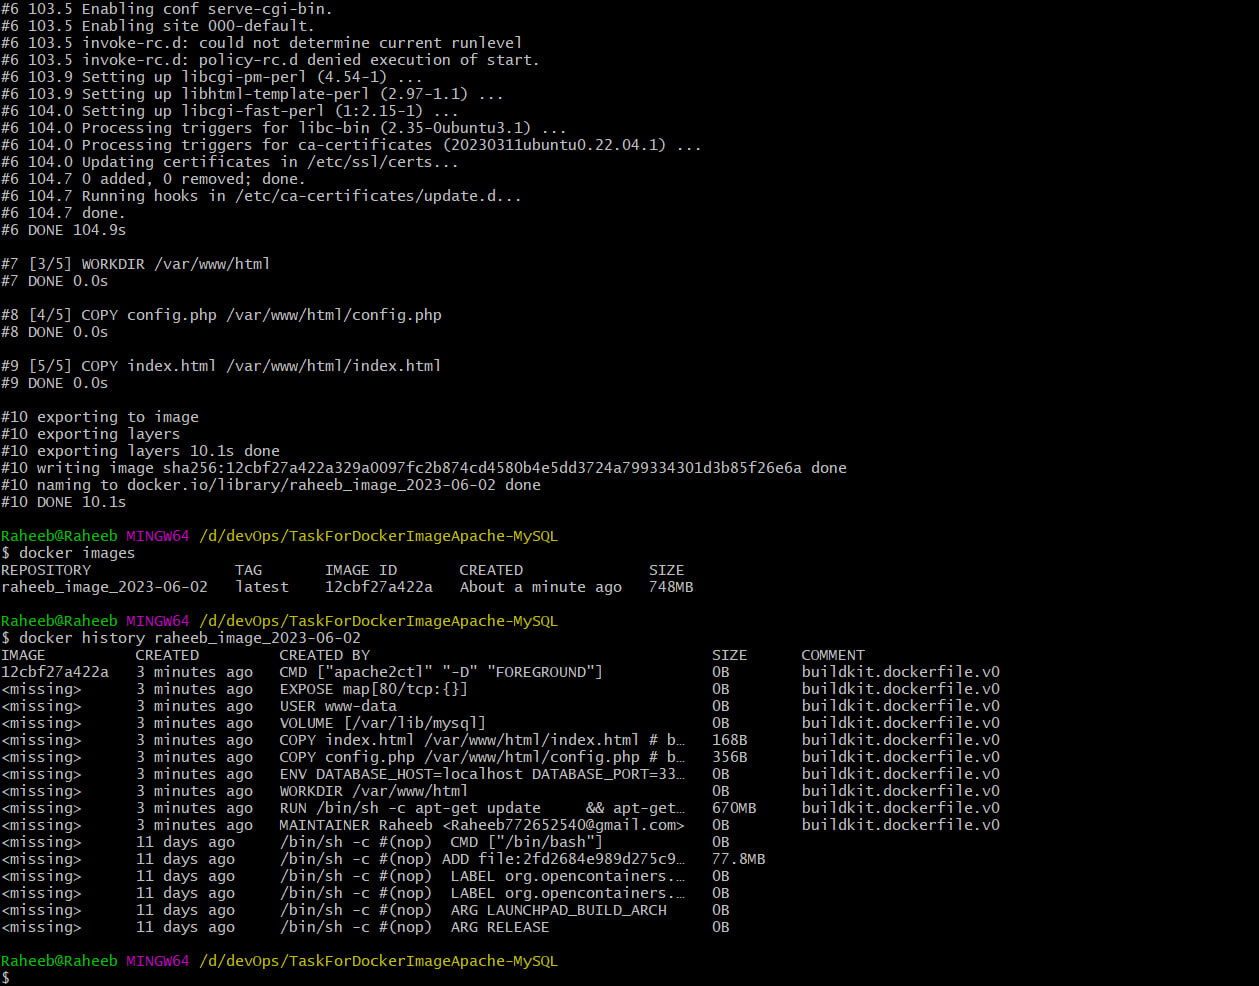 #6 103.5 Enabling conf serve-cgi-bin.
#6 103.5 Enabling site 000-default.
#6 103.5 invoke-rc.d: could not determine current runlevel
#6 103.5 invoke-rc.d: policy-rc.d denied execution of start.
#6 103.9 Setting up libcgi-pm-perl (4.54-1) ...
#6 103.9 Setting up libhtml-template-perl (2.97-1.1) ...
#6 104.0 Setting up libcgi-fast-perl (1:2.15-1) ...
#6 104.0 Processing triggers for libc-bin (2.35-0ubuntu3.1) ...
#6 104.0 Processing triggers for ca-certificates (20230311ubuntu0.22.04.1) ...
#6 104.0 Updating certificates in /etc/ssl/certs...
#6 104.7 0 added, 0 removed; done.
#6 104.7 Running hooks in /etc/ca-certificates/update.d...
#6 104.7 done.
#6 DONE 104.9s
#7 [3/5] WORKDIR /var/www/html
#7 DONE 0.0s
#8 [4/5] COPY config.php /var/www/html/config.php
#8 DONE 0.0s
#9 [5/5] COPY index.html /var/www/html/index.html
#9 DONE 0.0s
#10 exporting to image
#10 exporting layers
#10 exporting layers 10.1s done
#10 writing image sha256:12cbf27a422a329a0097fc2b874cd4580b4e5dd3724a799334301d3b85f26e6a done
#10 naming to docker.io/library/raheeb_image_2023-06-02 done
#10 DONE 10.1s
Raheeb@Raheeb MINGW64 /d/devOps/TaskForDockerImageApache-MySQL
$ docker images
REPOSITORY TAG IMAGE ID CREATED SIZE
raheeb_image_2023-06-02 latest 12cbf27a422a About a minute ago 748MB
Raheeb@Raheeb MINGW64 /d/devOps/TaskForDockerImageApache-MySQL
$ docker history raheeb_image_2023-06-02
IMAGE CREATED CREATED BY SIZE COMMENT
12cbf27a422a 3 minutes ago CMD ["apache2ctl" "-D" "FOREGROUND"] 0B buildkit.dockerfile.v0
<missing> 3 minutes ago EXPOSE map[80/tcp:{}] 0B buildkit.dockerfile.v0
<missing> 3 minutes ago USER www-data 0B buildkit.dockerfile.v0
<missing> 3 minutes ago VOLUME [/var/lib/mysql] 0B buildkit.dockerfile.v0
<missing> 3 minutes ago COPY index.html /var/www/html/index.html # b… 168B buildkit.dockerfile.v0
<missing> 3 minutes ago COPY config.php /var/www/html/config.php # b… 356B buildkit.dockerfile.v0
<missing> 3 minutes ago ENV DATABASE_HOST=localhost DATABASE_PORT=33… 0B buildkit.dockerfile.v0
<missing> 3 minutes ago WORKDIR /var/www/html 0B buildkit.dockerfile.v0
<missing> 3 minutes ago RUN /bin/sh -c apt-get update && apt-get… 670MB buildkit.dockerfile.v0
<missing> 3 minutes ago MAINTAINER Raheeb <Raheeb772652540@gmail.com> 0B buildkit.dockerfile.v0
<missing> 11 days ago /bin/sh -c #(nop) CMD ["/bin/bash"] 0B
<missing> 11 days ago /bin/sh -c #(nop) ADD file:2fd2684e989d275c9… 77.8MB
<missing> 11 days ago /bin/sh -c #(nop) LABEL org.opencontainers.… 0B
<missing> 11 days ago /bin/sh -c #(nop) LABEL org.opencontainers.… 0B
<missing> 11 days ago /bin/sh -c #(nop) ARG LAUNCHPAD_BUILD_ARCH 0B
<missing> 11 days ago /bin/sh -c #(nop) ARG RELEASE 0B
Raheeb@Raheeb MINGW64 /d/devOps/TaskForDockerImageApache-MySQL
$